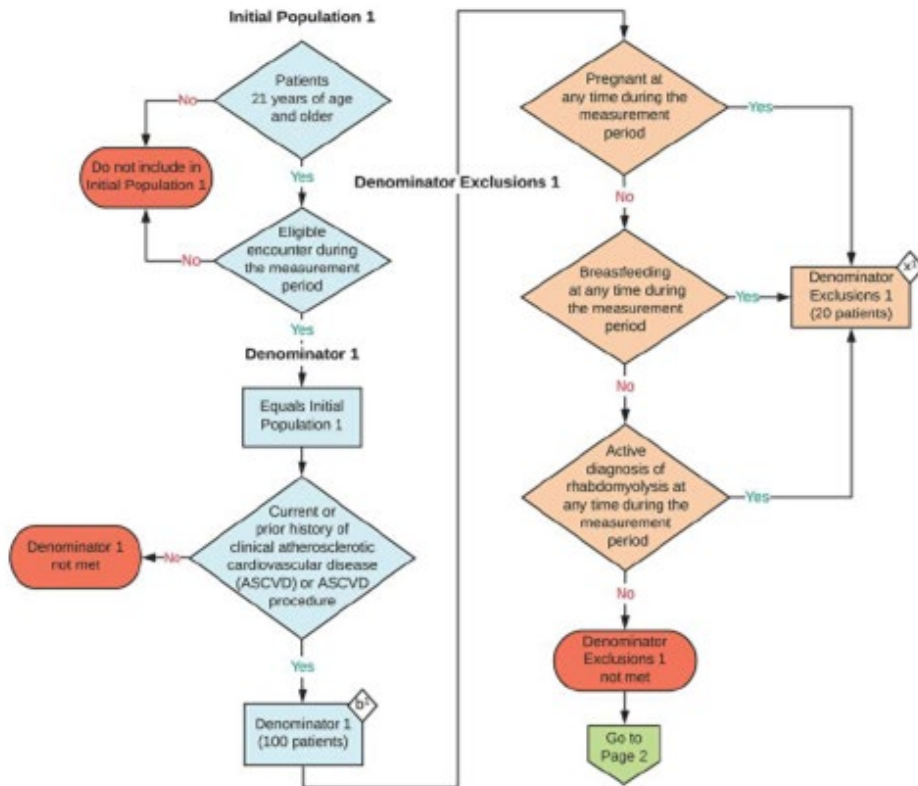 Initial Population 1
Patients
21 years of age
and older
No
Do not include in
Initial Population 1
Yes
Eligible
encounter during
the measurement
period
No
Yes
Denominator 1
Equals Initial
Population 1
Current or
prior history of
clinical atherosclerotic
cardiovascular disease
(ASCVD) or ASCVD
procedure
No
Denominator 1
not met
Yes
Denominator 1
(100 patients)
b¹
Denominator Exclusions 1
Pregnant at
any time during the
measurement
period
Yes
No
Breastfeeding
at any time during
the measurement
period
Yes
Denominator
Exclusions 1
(20 patients)
x¹
No
Active
diagnosis of
rhabdomyolysis at
any time during the
measurement
period
Yes
No
Denominator
Exclusions 1
not met
Go to
Page 2